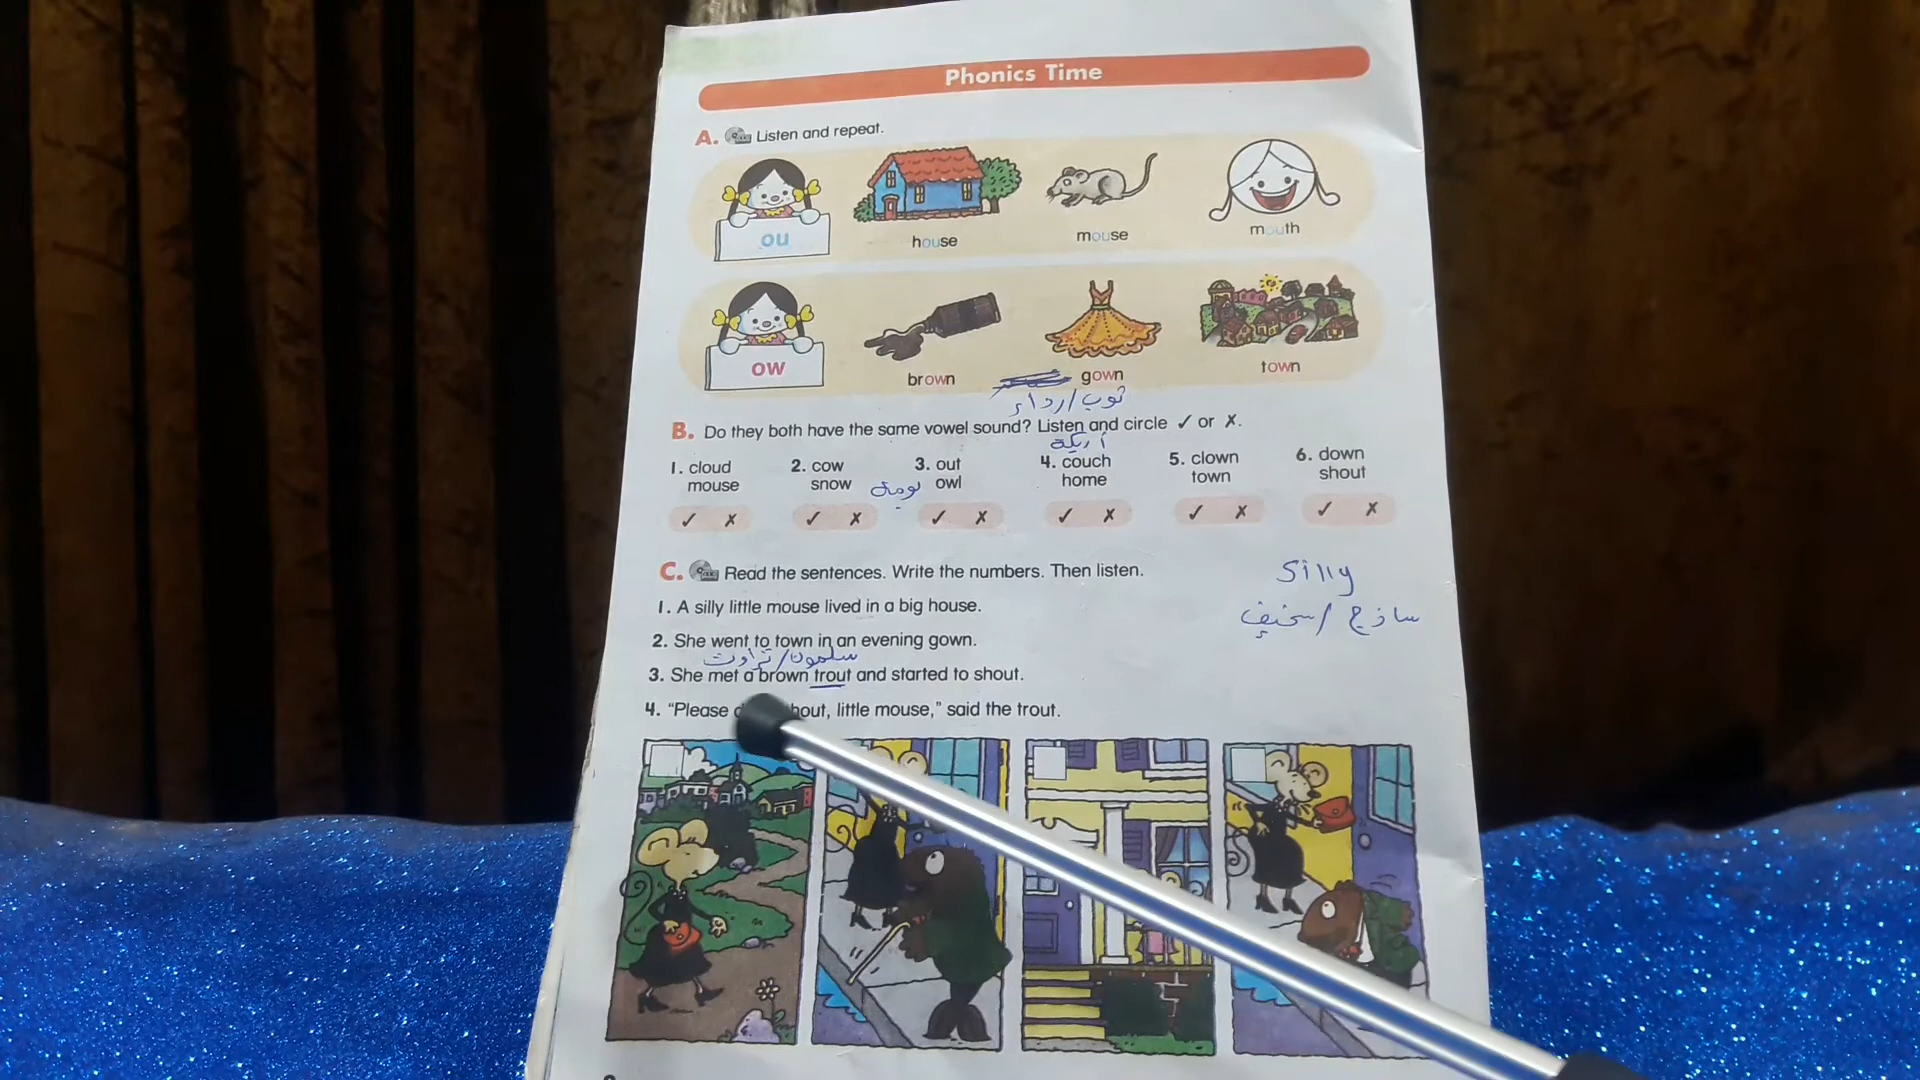 Phonics Time
A. Listen and repeat.
ou
house
mouse
mouth
ow
brown
gown
town
ثوب/رداء
B. Do they both have the same vowel sound? Listen and circle ✓ or ✗.
أريكة
1. cloud 2. cow 3. out 4. couch 5. clown 6. down
mouse snow بومة owl home town shout
✓ ✗ ✓ ✗ ✓ ✗ ✓ ✗ ✓ ✗ ✓ ✗
C. Read the sentences. Write the numbers. Then listen.
silly
ساذج/سخيف
1. A silly little mouse lived in a big house.
2. She went to town in an evening gown.
سلمون/تراوت
3. She met a brown trout and started to shout.
4. “Please hout, little mouse,” said the trout.